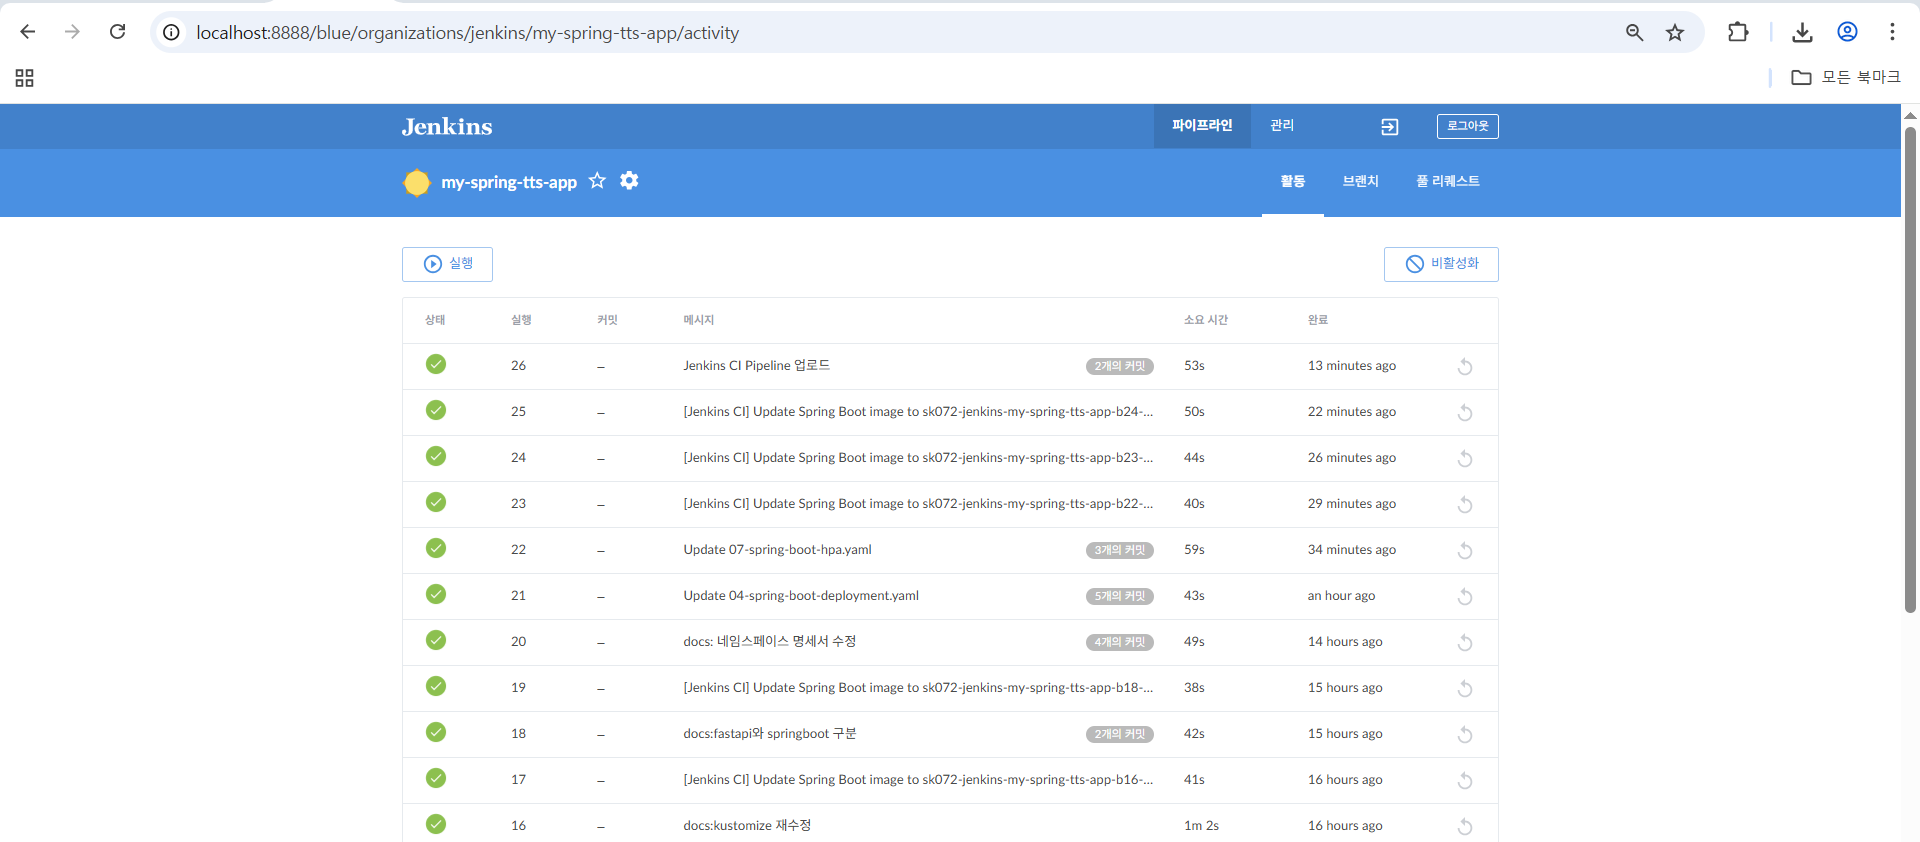 localhost:8888/blue/organizations/jenkins/my-spring-tts-app/activity
모든 북마크
Jenkins 파이프라인 관리 로그아웃
my-spring-tts-app 활동 브랜치 풀 리퀘스트
실행 비활성화
상태 실행 커밋 메시지 소요 시간 완료
26 – Jenkins CI Pipeline 업로드 2개의 커밋 53s 13 minutes ago
25 – [Jenkins CI] Update Spring Boot image to sk072-jenkins-my-spring-tts-app-b24-... 50s 22 minutes ago
24 – [Jenkins CI] Update Spring Boot image to sk072-jenkins-my-spring-tts-app-b23-... 44s 26 minutes ago
23 – [Jenkins CI] Update Spring Boot image to sk072-jenkins-my-spring-tts-app-b22-... 40s 29 minutes ago
22 – Update 07-spring-boot-hpa.yaml 3개의 커밋 59s 34 minutes ago
21 – Update 04-spring-boot-deployment.yaml 5개의 커밋 43s an hour ago
20 – docs: 네임스페이스 명세서 수정 4개의 커밋 49s 14 hours ago
19 – [Jenkins CI] Update Spring Boot image to sk072-jenkins-my-spring-tts-app-b18-... 38s 15 hours ago
18 – docs:fastapi와 springboot 구분 2개의 커밋 42s 15 hours ago
17 – [Jenkins CI] Update Spring Boot image to sk072-jenkins-my-spring-tts-app-b16-... 41s 16 hours ago
16 – docs:kustomize 재수정 1m 2s 16 hours ago